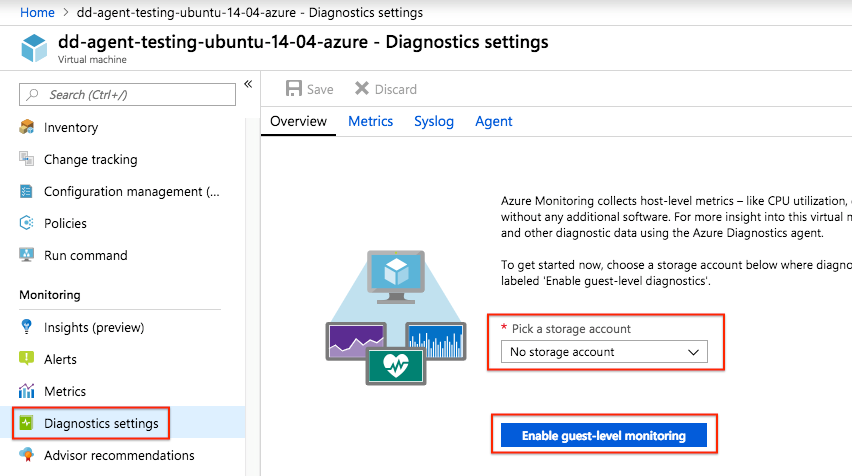 Home > dd-agent-testing-ubuntu-14-04-azure - Diagnostics settings
dd-agent-testing-ubuntu-14-04-azure - Diagnostics settings
Virtual machine
Search (Ctrl+/)
«
Inventory
Change tracking
Configuration management (...
Policies
Run command
Monitoring
Insights (preview)
Alerts
Metrics
Diagnostics settings
Advisor recommendations
Save Discard
Overview Metrics Syslog Agent
Azure Monitoring collects host-level metrics – like CPU utilization,
without any additional software. For more insight into this virtual
and other diagnostic data using the Azure Diagnostics agent.
To get started now, choose a storage account below where
labeled 'Enable guest-level diagnostics'.
* Pick a storage account
No storage account
Enable guest-level monitoring